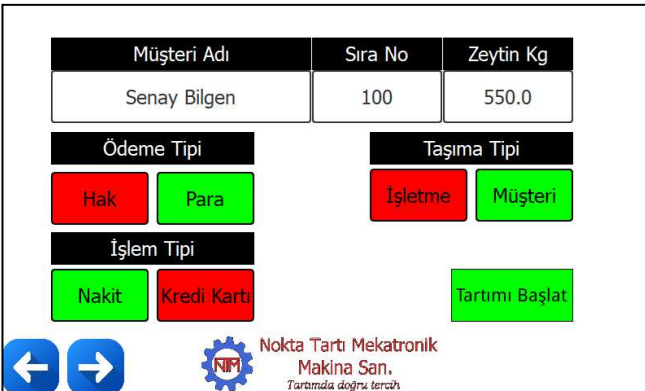 Müşteri Adı Sıra No Zeytin Kg
Senay Bilgen 100 550.0
Ödeme Tipi Taşıma Tipi
Hak Para İşletme Müşteri
İşlem Tipi
Nakit Kredi Kartı Tartımı Başlat
NTM
Nokta Tartı Mekatronik
Makina San.
Tartımda doğru tercih